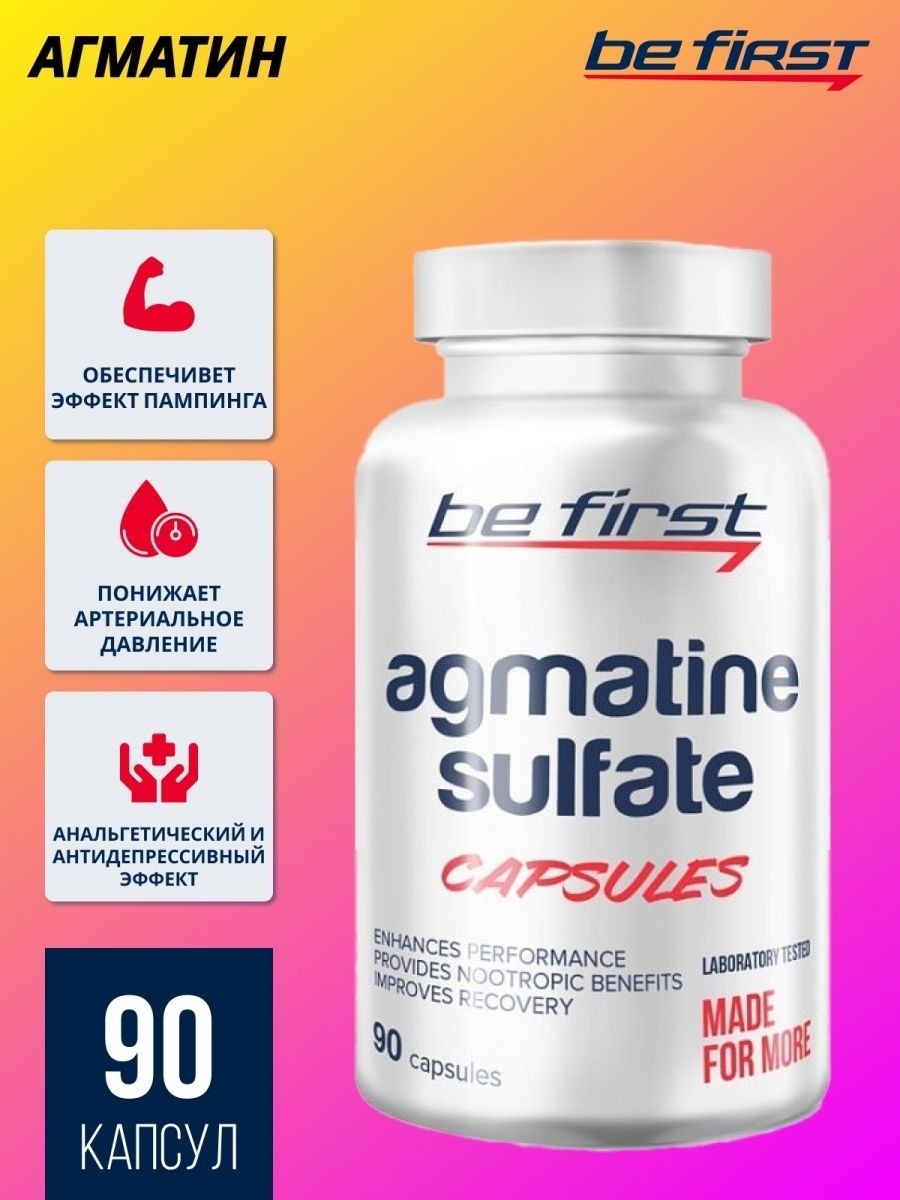 АГМАТИН
be first
ОБЕСПЕЧИВЕТ
ЭФФЕКТ ПАМПИНГА
ПОНИЖАЕТ
АРТЕРИАЛЬНОЕ
ДАВЛЕНИЕ
АНАЛЬГЕТИЧЕСКИЙ И
АНТИДЕПРЕССИВНЫЙ
ЭФФЕКТ
90
КАПСУЛ
be first
agmatine
sulfate
CAPSULES
ENHANCES PERFORMANCE
PROVIDES NOOTROPIC BENEFITS
IMPROVES RECOVERY
90 capsules
LABORATORY TESTED
MADE
FOR MORE